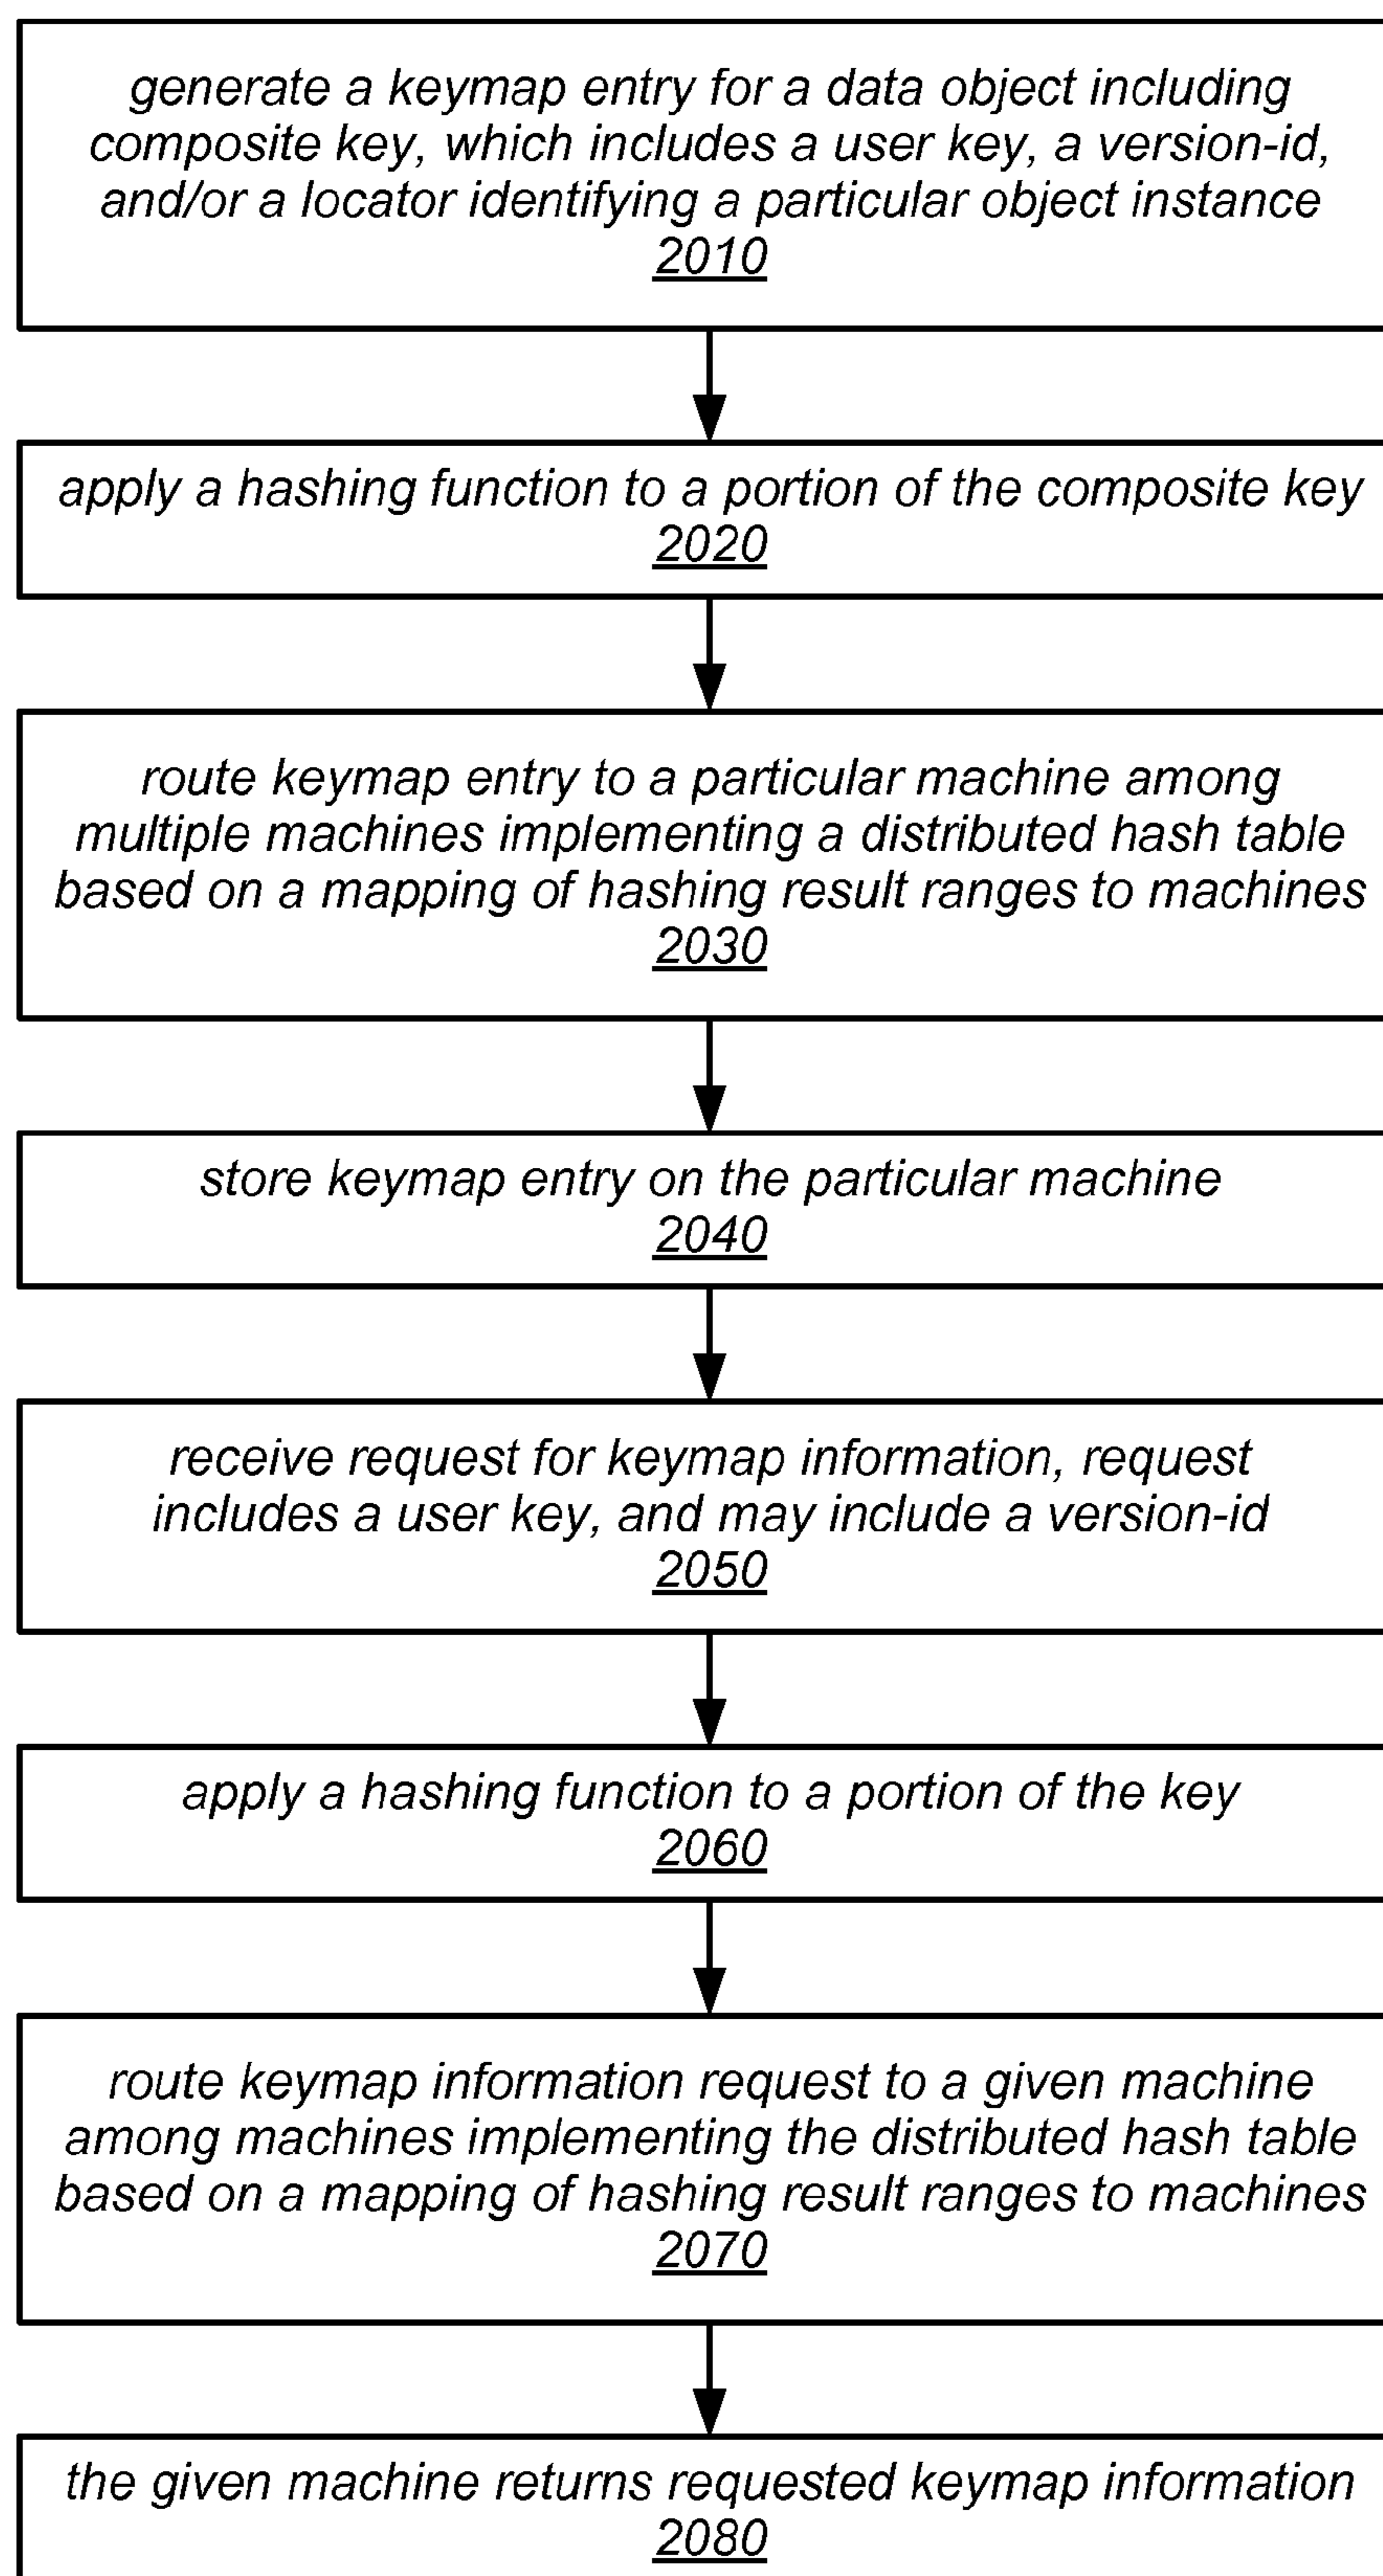 generate a keymap entry for a data object including
composite key, which includes a user key, a version-id,
and/or a locator identifying a particular object instance
2010
apply a hashing function to a portion of the composite key
2020
route keymap entry to a particular machine among
multiple machines implementing a distributed hash table
based on a mapping of hashing result ranges to machines
2030
store keymap entry on the particular machine
2040
receive request for keymap information, request
includes a user key, and may include a version-id
2050
apply a hashing function to a portion of the key
2060
route keymap information request to a given machine
among machines implementing the distributed hash table
based on a mapping of hashing result ranges to machines
2070
the given machine returns requested keymap information
2080